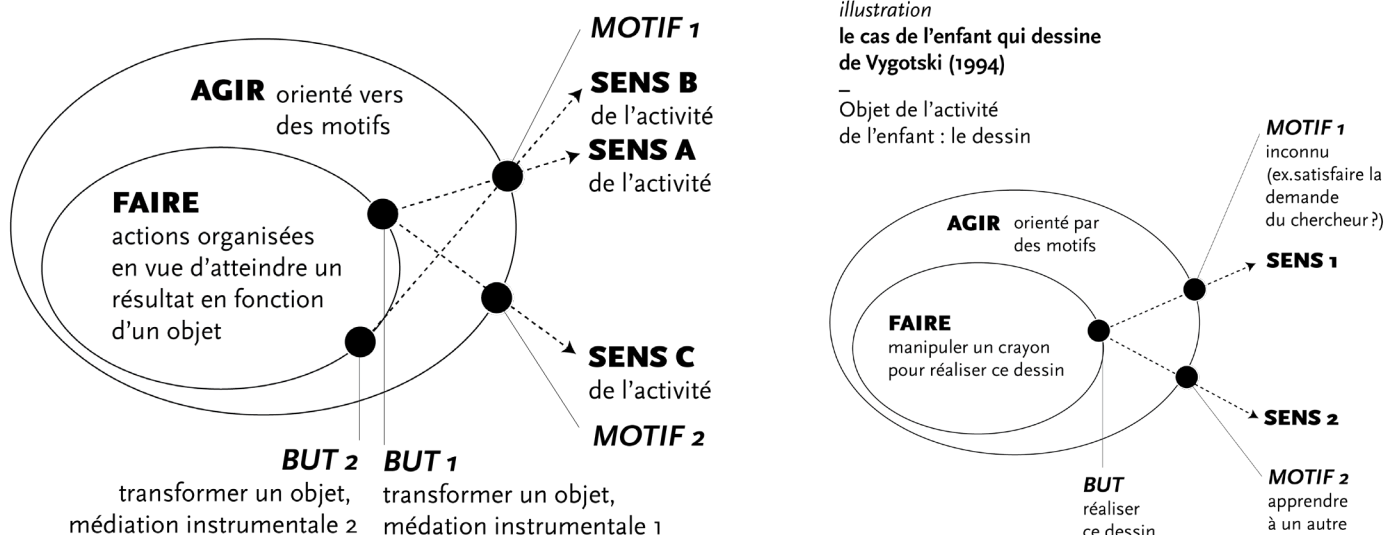 MOTIF 1
AGIR orienté vers
des motifs
SENS B
de l'activité
SENS A
de l'activité
FAIRE
actions organisées
en vue d'atteindre un
résultat en fonction
d'un objet
SENS C
de l'activité
MOTIF 2
BUT 2
transformer un objet,
médiation instrumentale 2
BUT 1
transformer un objet,
médation instrumentale 1
illustration
le cas de l'enfant qui dessine
de Vygotski (1994)
–
Objet de l'activité
de l'enfant : le dessin
MOTIF 1
inconnu
(ex.satisfaire la
demande
du chercheur ?)
AGIR orienté par
des motifs
SENS 1
FAIRE
manipuler un crayon
pour réaliser ce dessin
SENS 2
BUT
réaliser
ce dessin
MOTIF 2
apprendre
à un autre